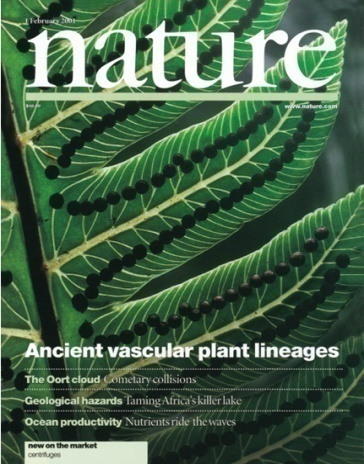 1 February 2001
nature
www.nature.com
Ancient vascular plant lineages
The Oort cloud Cometary collisions
Geological hazards Taming Africa's killer lake
Ocean productivity Nutrients ride the waves
new on the market
centrifuges